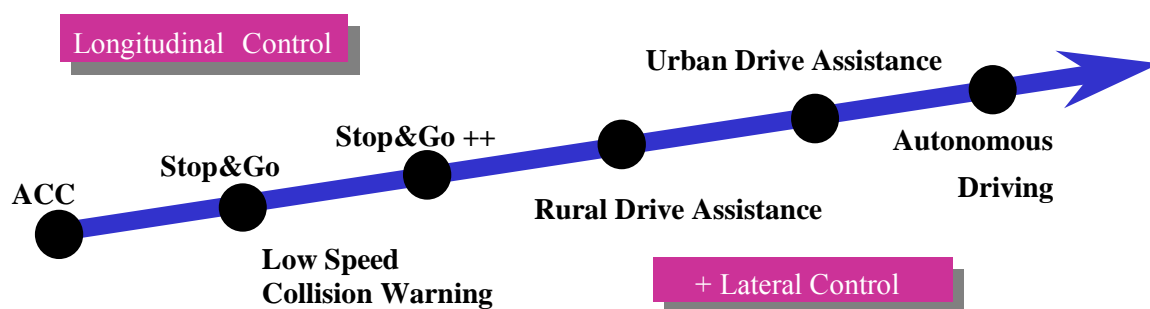 Longitudinal Control
Urban Drive Assistance
Stop&Go ++
Stop&Go
ACC
Autonomous
Driving
Rural Drive Assistance
Low Speed
Collision Warning
+ Lateral Control